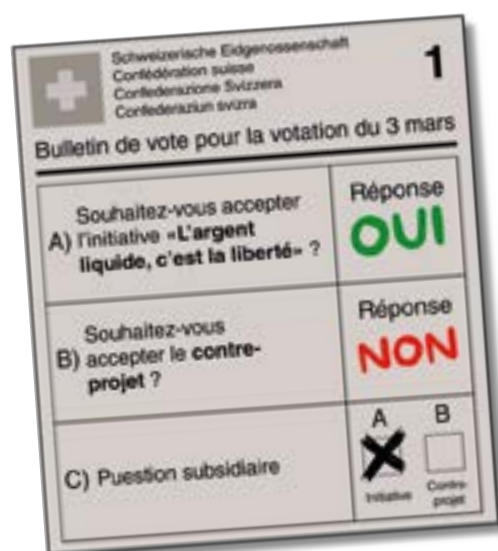 Schweizerische Eidgenossenschaft
Confédération suisse
Confederazione Svizzera
Confederaziun svizra
1
Bulletin de vote pour la votation du 3 mars
A) Souhaitez-vous accepter
l'initiative «L'argent
liquide, c'est la liberté» ?
Réponse
OUI
B) Souhaitez-vous
accepter le contre-
projet ?
Réponse
NON
C) Puestion subsidiaire
A B
Initiative
Contre-
projet